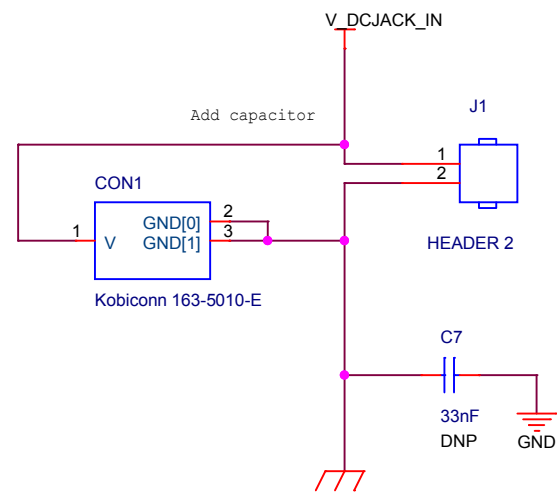 V_DCJACK_IN
Add capacitor
J1
1
2
CON1
1
V
GND[0]
2
GND[1]
3
HEADER 2
Kobiconn 163-5010-E
C7
33nF
DNP
GND